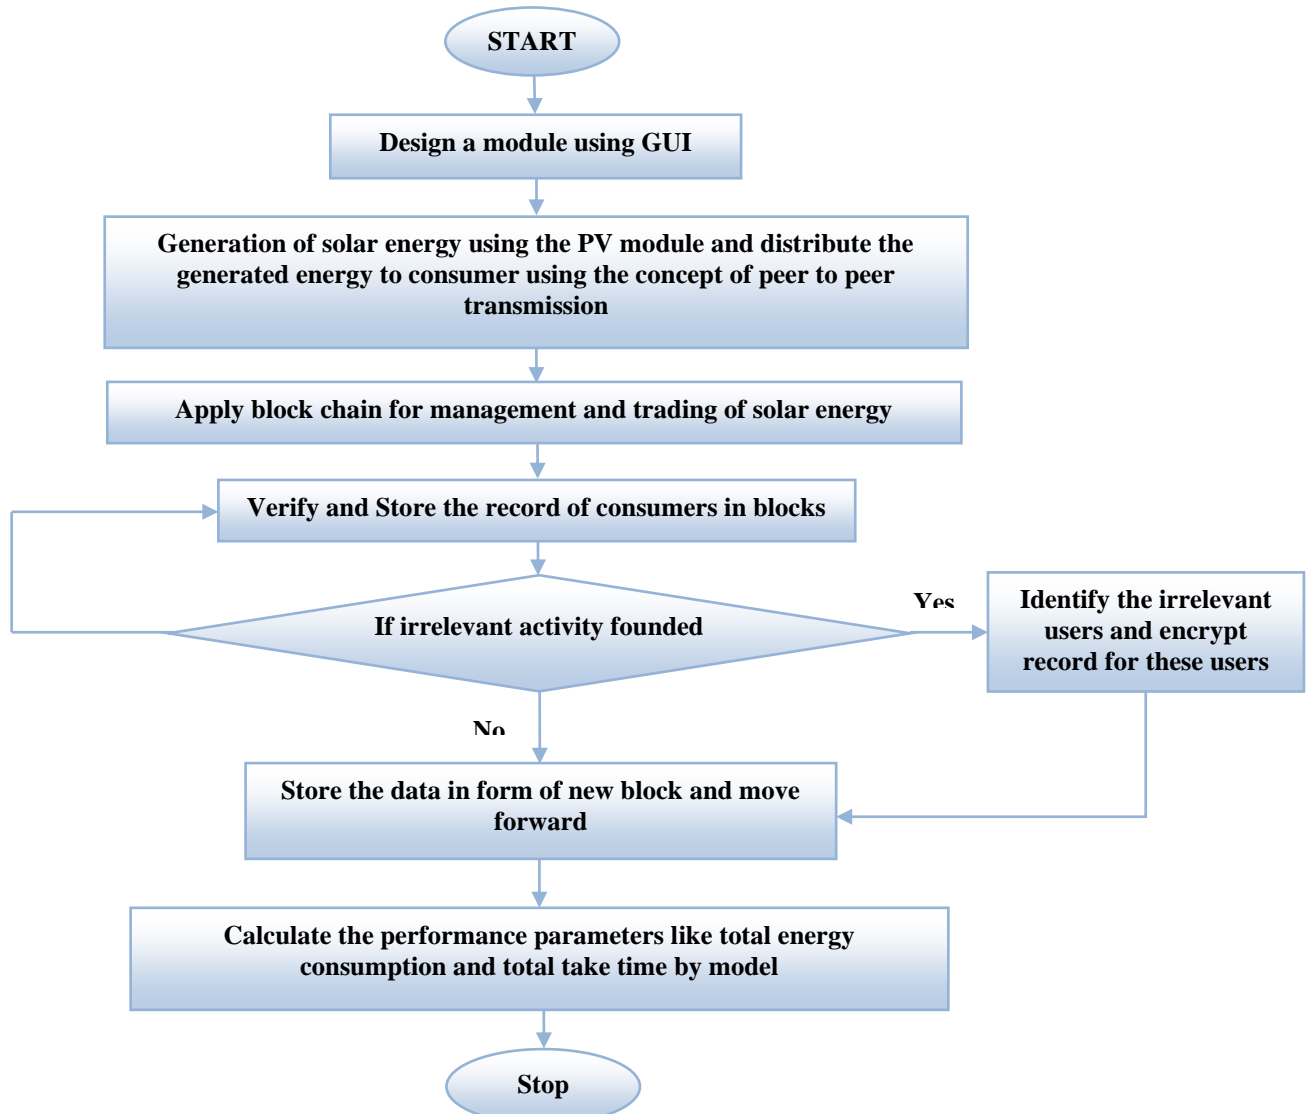 START
Design a module using GUI
Generation of solar energy using the PV module and distribute the
generated energy to consumer using the concept of peer to peer
transmission
Apply block chain for management and trading of solar energy
Verify and Store the record of consumers in blocks
If irrelevant activity founded
Yes
Identify the irrelevant
users and encrypt
record for these users
No
Store the data in form of new block and move
forward
Calculate the performance parameters like total energy
consumption and total take time by model
Stop